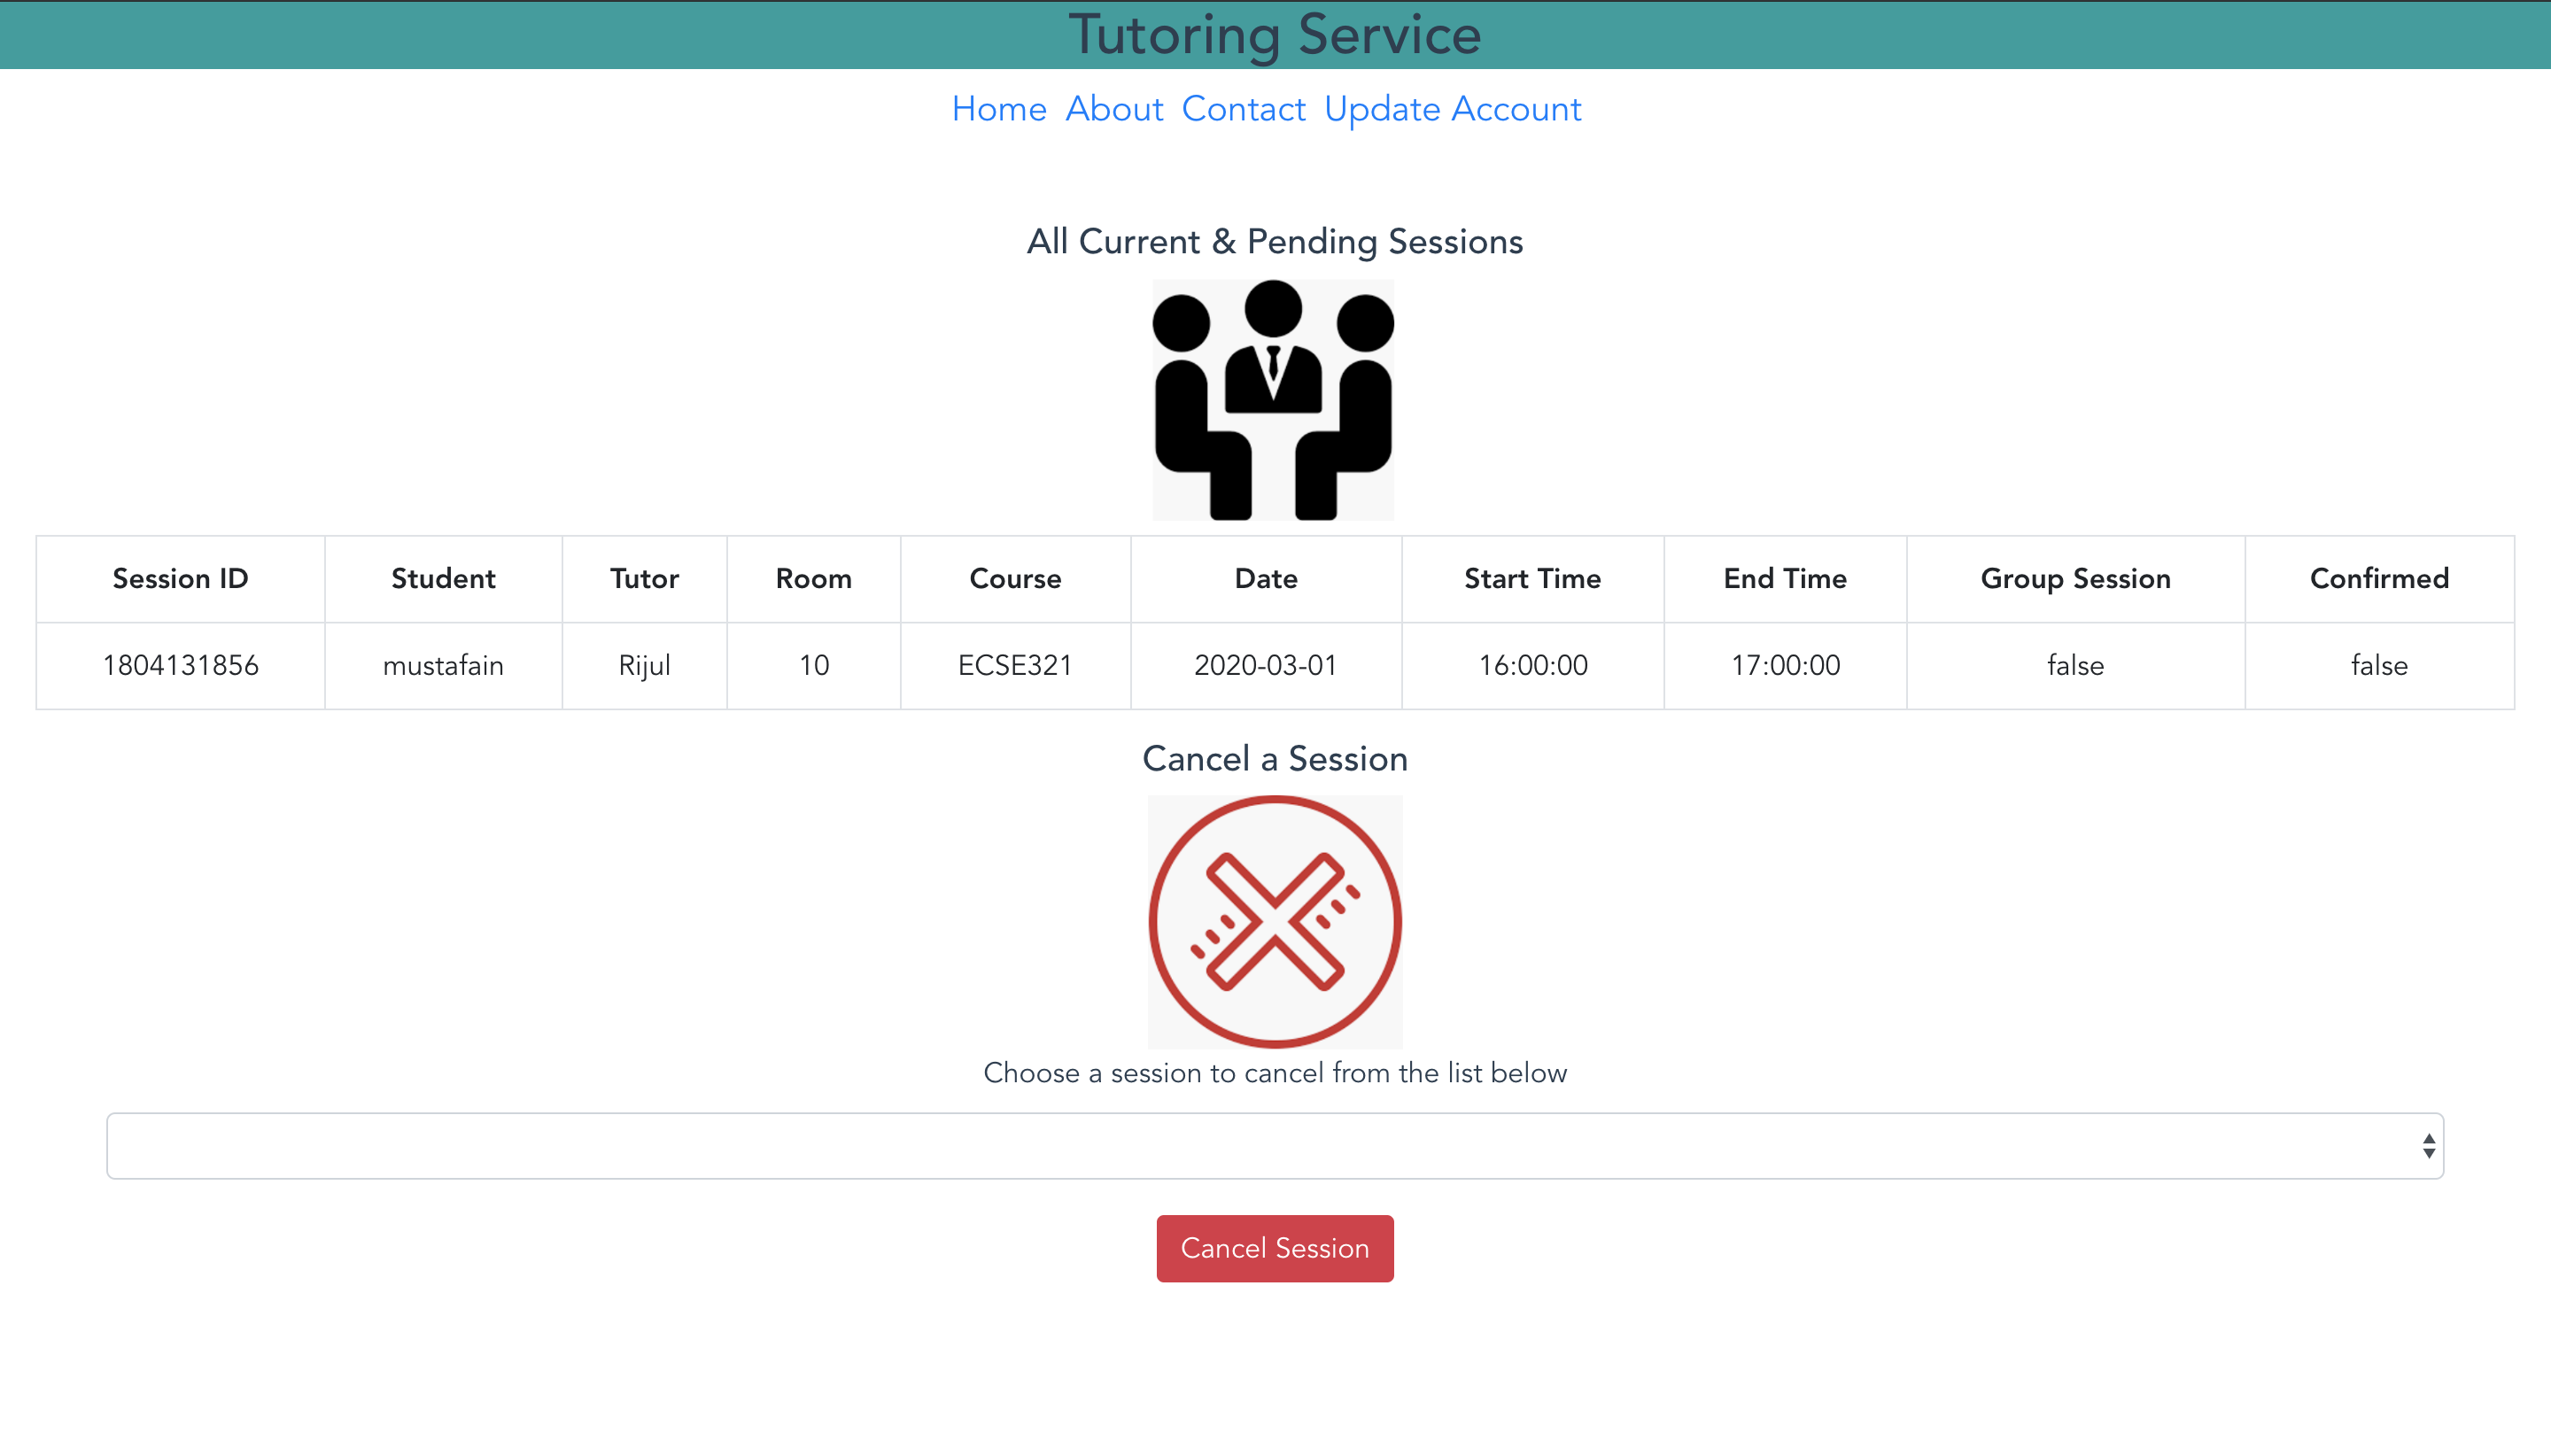 Tutoring Service
Home About Contact Update Account
All Current & Pending Sessions
Session ID Student Tutor Room Course Date Start Time End Time Group Session Confirmed
1804131856 mustafain Rijul 10 ECSE321 2020-03-01 16:00:00 17:00:00 false false
Cancel a Session
Choose a session to cancel from the list below
Cancel Session